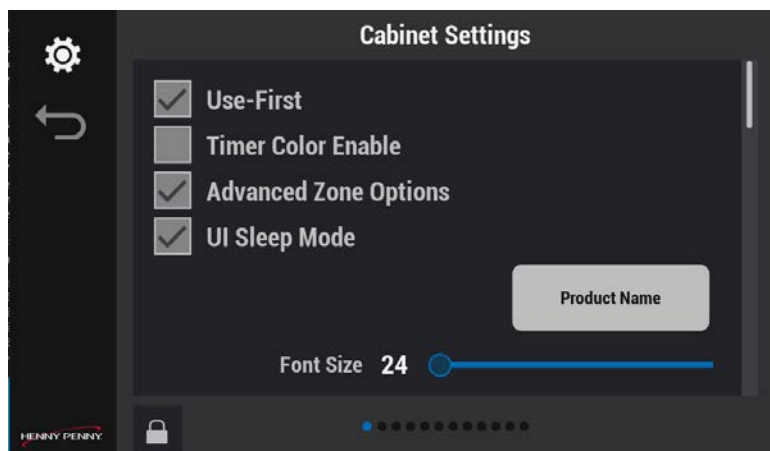 Cabinet Settings
Use-First
Timer Color Enable
Advanced Zone Options
UI Sleep Mode
Product Name
Font Size 24
HENNY PENNY